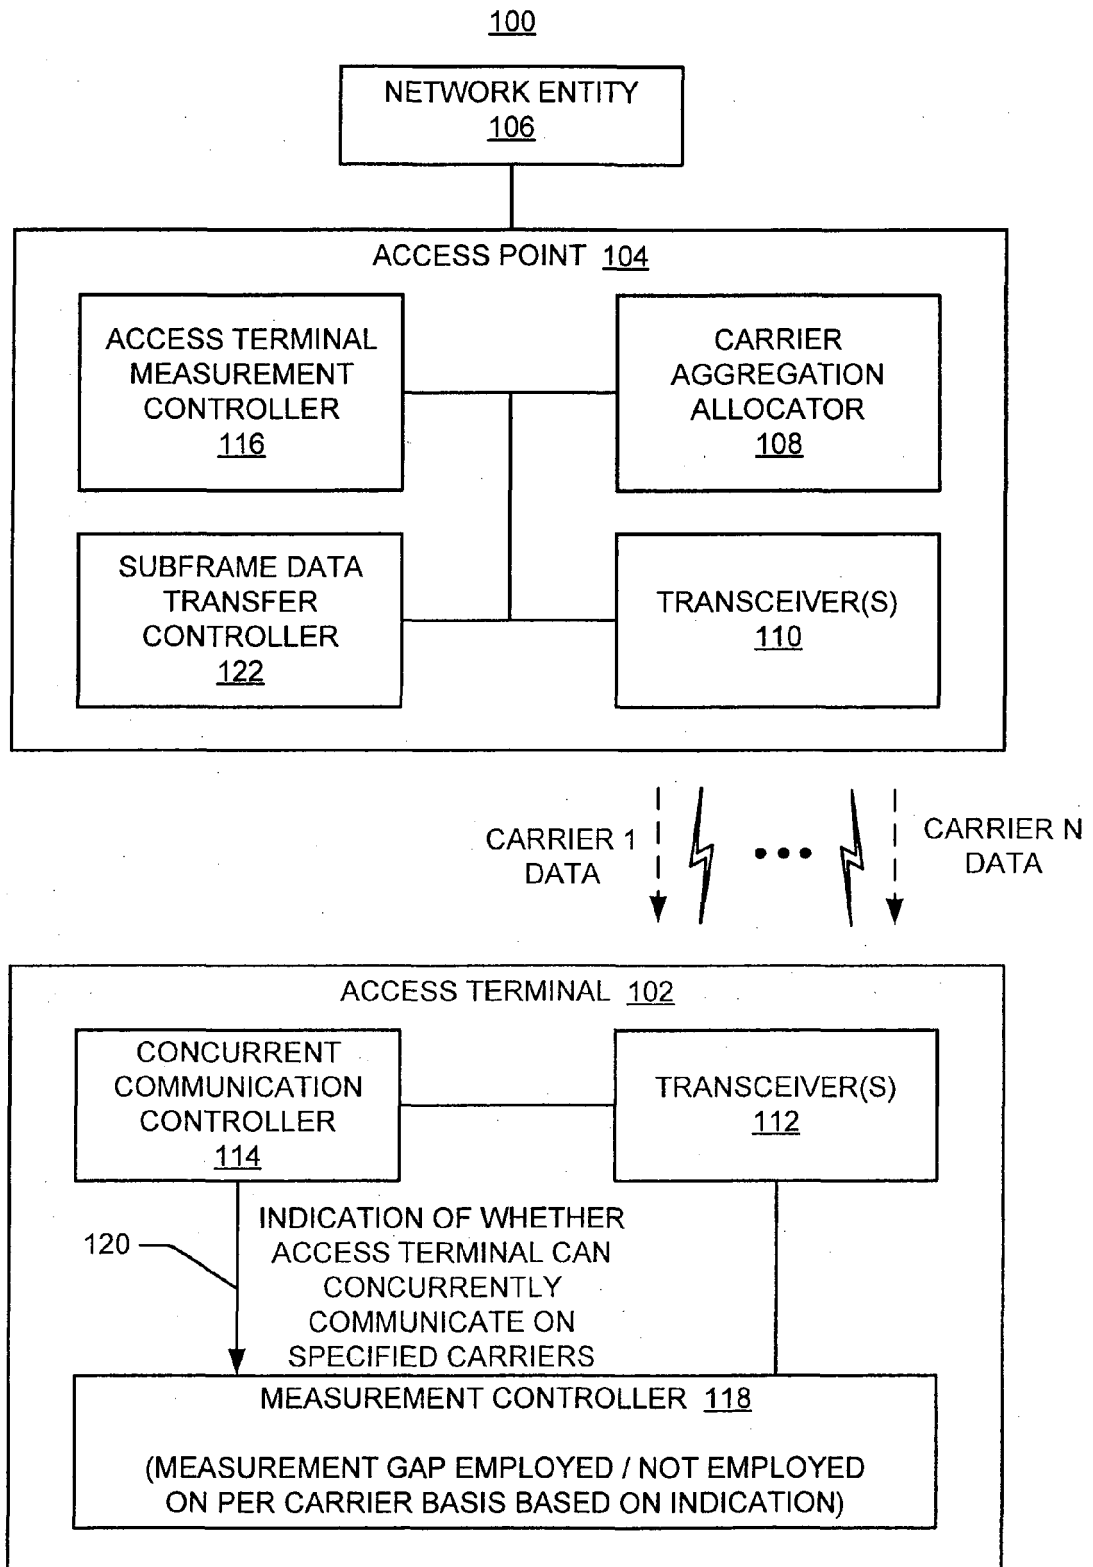 100
NETWORK ENTITY
106
ACCESS POINT 104
ACCESS TERMINAL
MEASUREMENT
CONTROLLER
116
CARRIER
AGGREGATION
ALLOCATOR
108
SUBFRAME DATA
TRANSFER
CONTROLLER
122
TRANSCEIVER(S)
110
CARRIER 1
DATA
CARRIER N
DATA
ACCESS TERMINAL 102
CONCURRENT
COMMUNICATION
CONTROLLER
114
TRANSCEIVER(S)
112
120
INDICATION OF WHETHER
ACCESS TERMINAL CAN
CONCURRENTLY
COMMUNICATE ON
SPECIFIED CARRIERS
MEASUREMENT CONTROLLER 118
(MEASUREMENT GAP EMPLOYED / NOT EMPLOYED
ON PER CARRIER BASIS BASED ON INDICATION)